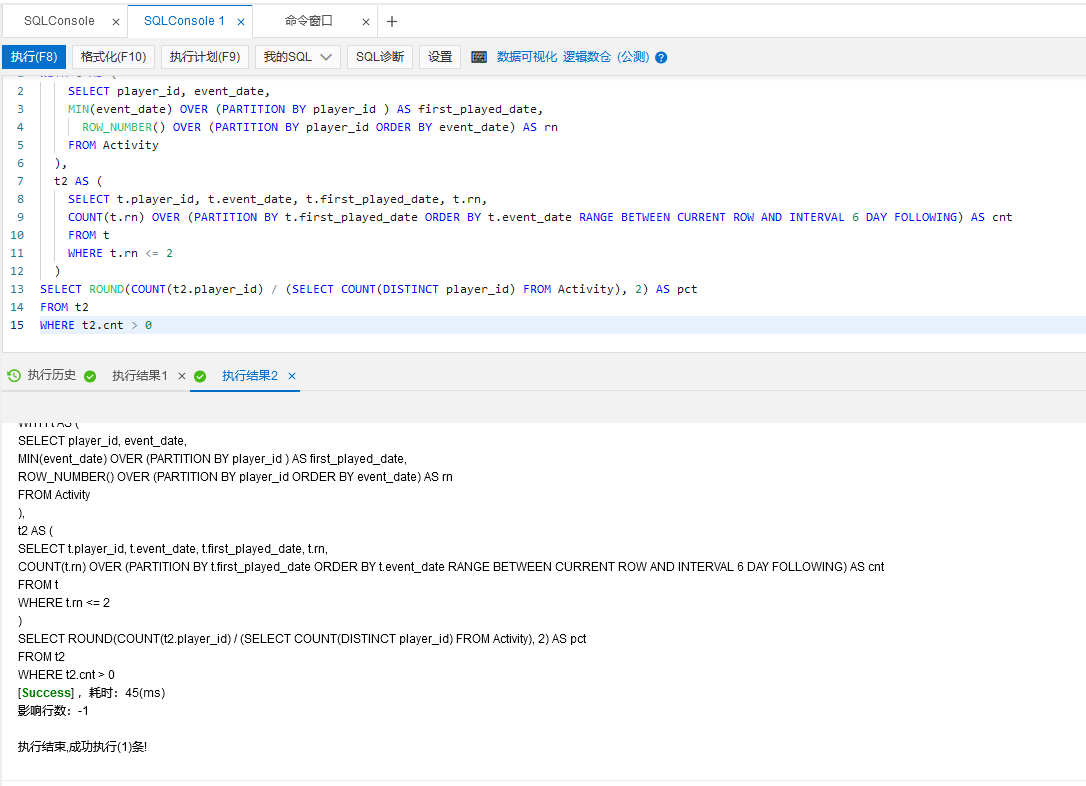 SQLConsole × SQLConsole 1 × 命令窗口 × +
执行(F8) 格式化(F10) 执行计划(F9) 我的SQL SQL诊断 设置 数据可视化 逻辑数仓 (公测) ?
2 SELECT player_id, event_date,
3 MIN(event_date) OVER (PARTITION BY player_id ) AS first_played_date,
4 ROW_NUMBER() OVER (PARTITION BY player_id ORDER BY event_date) AS rn
5 FROM Activity
6 ),
7 t2 AS (
8 SELECT t.player_id, t.event_date, t.first_played_date, t.rn,
9 COUNT(t.rn) OVER (PARTITION BY t.first_played_date ORDER BY t.event_date RANGE BETWEEN CURRENT ROW AND INTERVAL 6 DAY FOLLOWING) AS cnt
10 FROM t
11 WHERE t.rn <= 2
12 )
13 SELECT ROUND(COUNT(t2.player_id) / (SELECT COUNT(DISTINCT player_id) FROM Activity), 2) AS pct
14 FROM t2
15 WHERE t2.cnt > 0
执行历史 执行结果1 × 执行结果2 ×
WITH t AS (
SELECT player_id, event_date,
MIN(event_date) OVER (PARTITION BY player_id ) AS first_played_date,
ROW_NUMBER() OVER (PARTITION BY player_id ORDER BY event_date) AS rn
FROM Activity
),
t2 AS (
SELECT t.player_id, t.event_date, t.first_played_date, t.rn,
COUNT(t.rn) OVER (PARTITION BY t.first_played_date ORDER BY t.event_date RANGE BETWEEN CURRENT ROW AND INTERVAL 6 DAY FOLLOWING) AS cnt
FROM t
WHERE t.rn <= 2
)
SELECT ROUND(COUNT(t2.player_id) / (SELECT COUNT(DISTINCT player_id) FROM Activity), 2) AS pct
FROM t2
WHERE t2.cnt > 0
[Success] ，耗时：45(ms)
影响行数：-1
执行结束,成功执行(1)条!